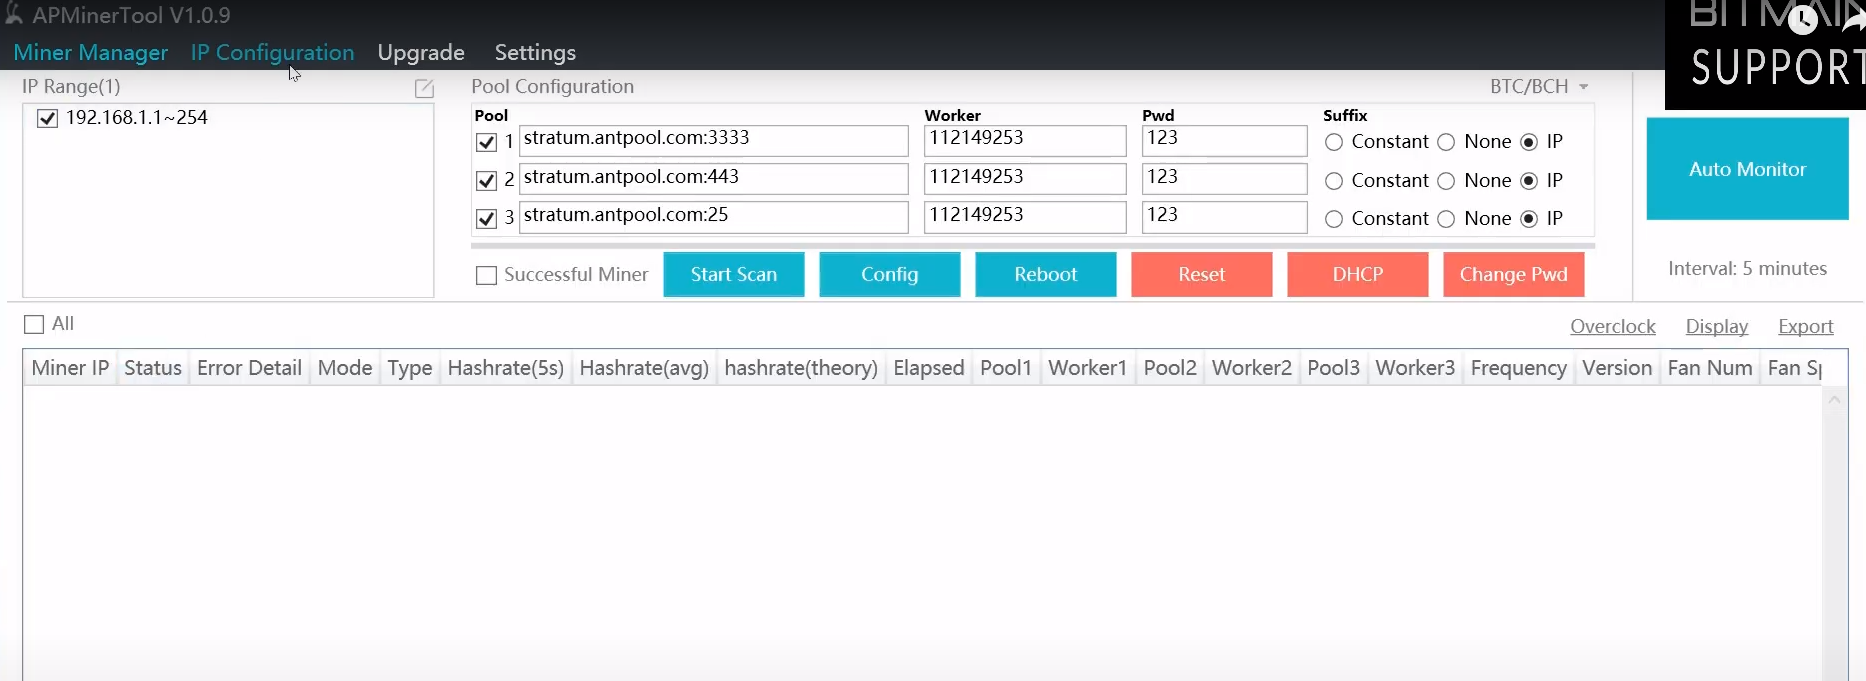 APMinerTool V1.0.9
BITMAIN
SUPPORT
Miner Manager IP Configuration Upgrade Settings
IP Range(1)
192.168.1.1~254
Pool Configuration BTC/BCH
Pool Worker Pwd Suffix
1 stratum.antpool.com:3333 112149253 123 Constant None IP
2 stratum.antpool.com:443 112149253 123 Constant None IP
3 stratum.antpool.com:25 112149253 123 Constant None IP
Auto Monitor
Interval: 5 minutes
Successful Miner Start Scan Config Reboot Reset DHCP Change Pwd
All Overclock Display Export
Miner IP Status Error Detail Mode Type Hashrate(5s) Hashrate(avg) hashrate(theory) Elapsed Pool1 Worker1 Pool2 Worker2 Pool3 Worker3 Frequency Version Fan Num Fan